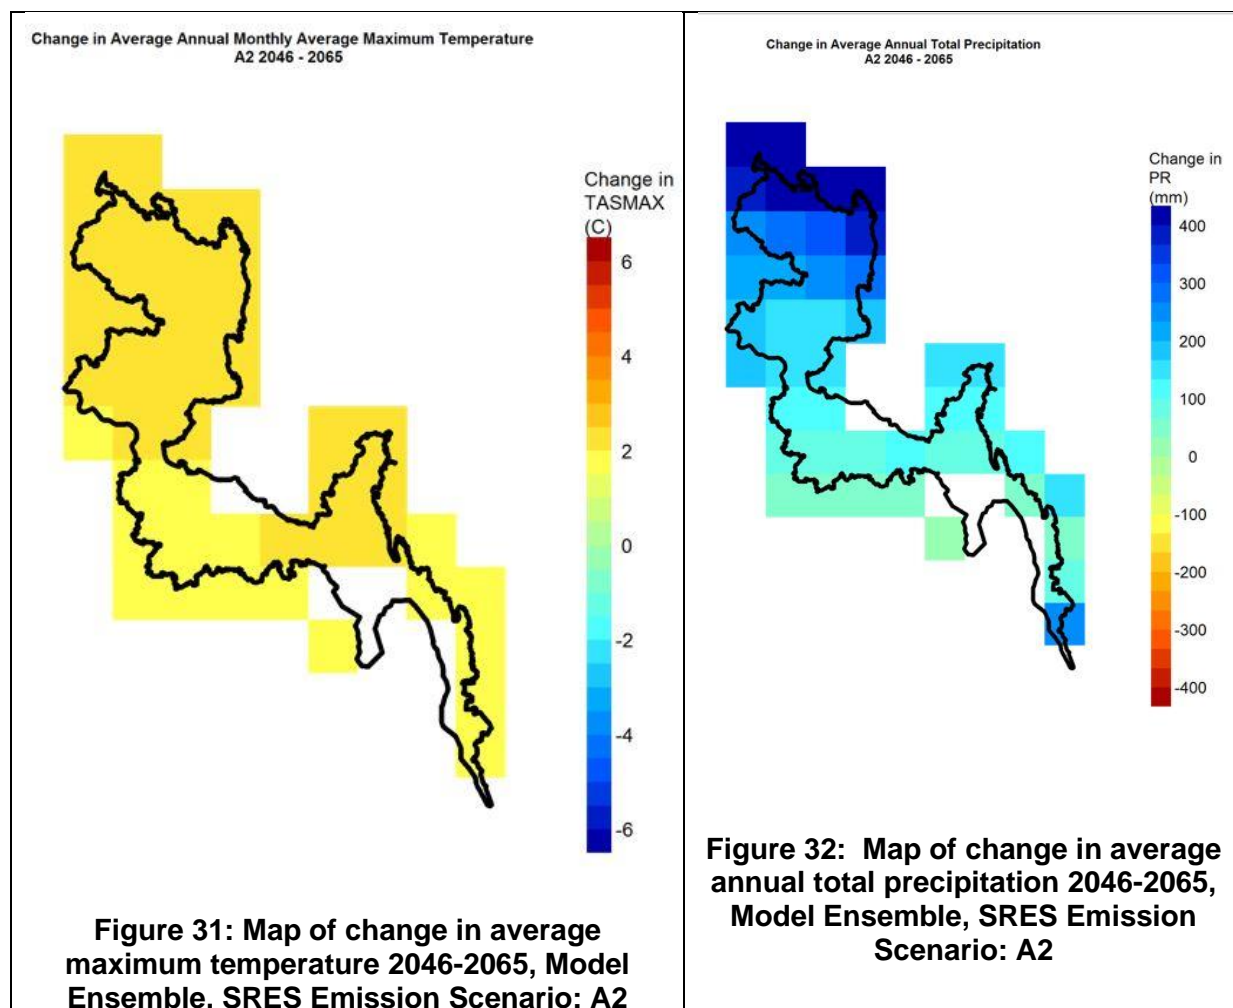 Change in Average Annual Monthly Average Maximum Temperature
A2 2046 - 2065
Change in
TASMAX
(C)
6
4
2
0
-2
-4
-6
Figure 31: Map of change in average
maximum temperature 2046-2065, Model
Ensemble, SRES Emission Scenario: A2
Change in Average Annual Total Precipitation
A2 2046 - 2065
Change in
PR
(mm)
400
300
200
100
0
-100
-200
-300
-400
Figure 32: Map of change in average
annual total precipitation 2046-2065,
Model Ensemble, SRES Emission
Scenario: A2